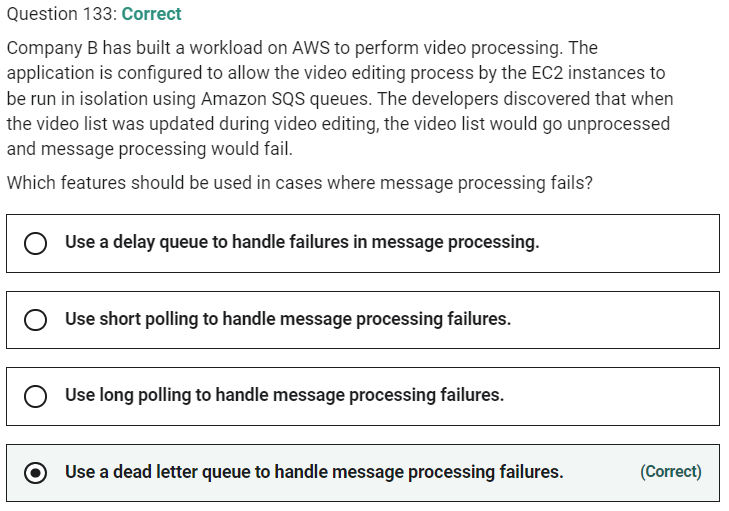 Question 133: Correct
Company B has built a workload on AWS to perform video processing. The
application is configured to allow the video editing process by the EC2 instances to
be run in isolation using Amazon SQS queues. The developers discovered that when
the video list was updated during video editing, the video list would go unprocessed
and message processing would fail.
Which features should be used in cases where message processing fails?
Use a delay queue to handle failures in message processing.
Use short polling to handle message processing failures.
Use long polling to handle message processing failures.
Use a dead letter queue to handle message processing failures. (Correct)